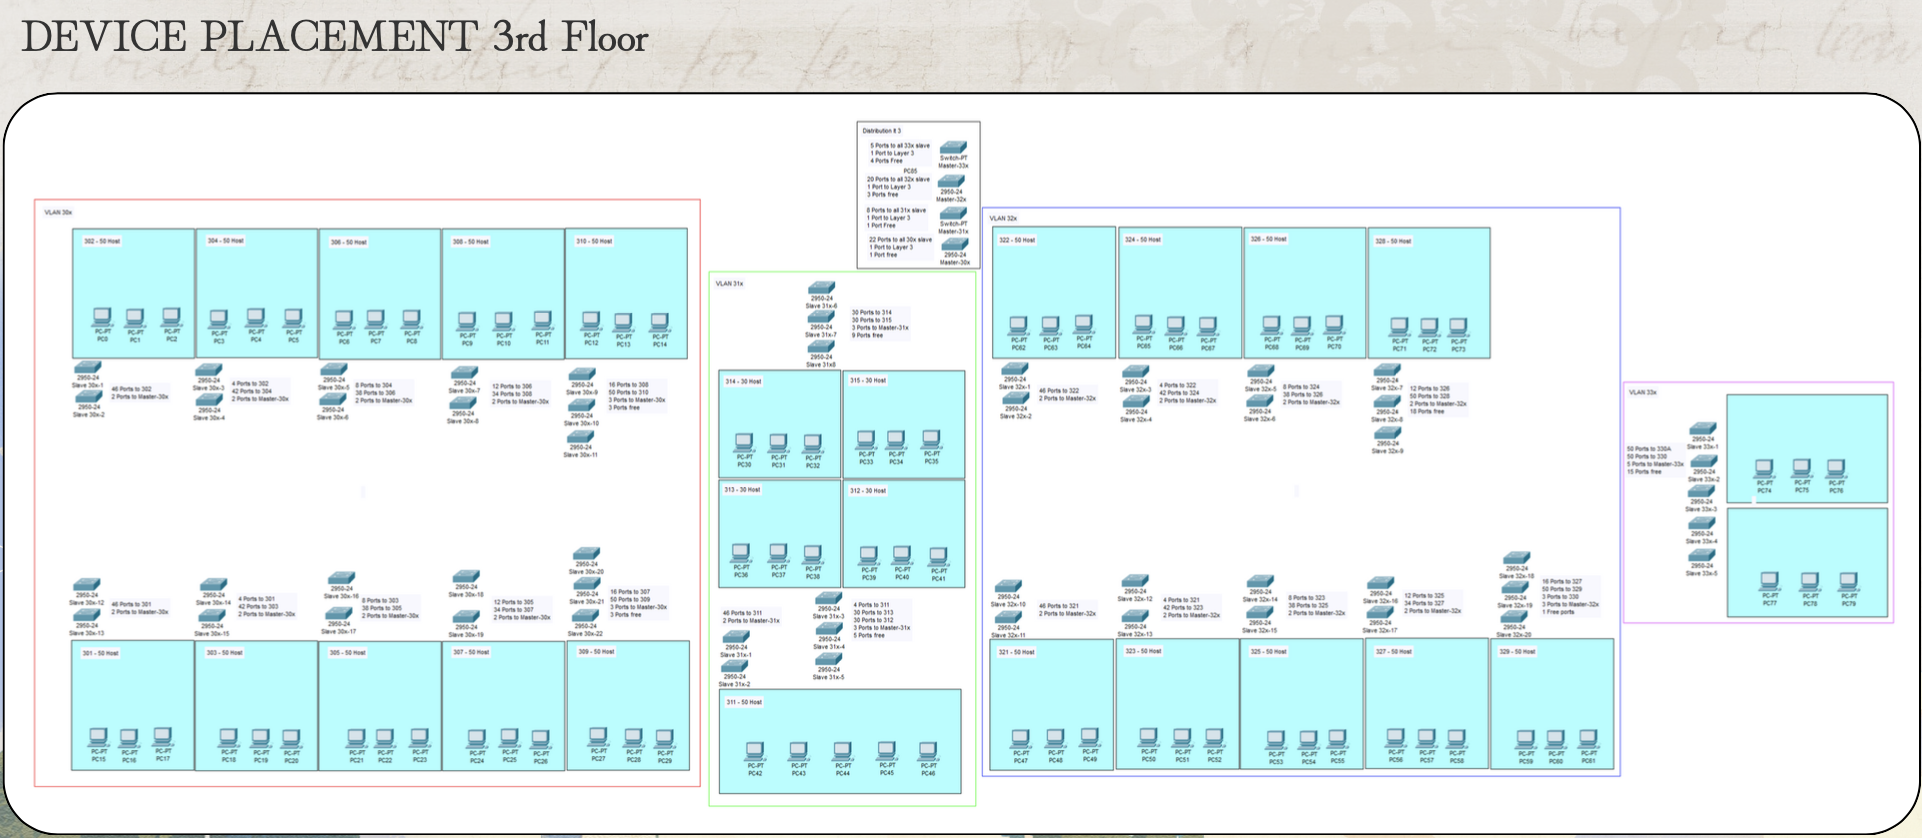 DEVICE PLACEMENT 3rd Floor
Distribution lt 3
5 Ports to all 33x slave
1 Port to Layer 3
4 Ports Free
Switch-PT
Master-33x
PC85
20 Ports to all 32x slave
1 Port to Layer 3
3 Ports free
2950-24
Master-32x
8 Ports to all 31x slave
1 Port to Layer 3
1 Port Free
Switch-PT
Master-31x
22 Ports to all 30x slave
1 Port to Layer 3
1 Port free
2950-24
Master-30x
VLAN 30x
302 - 50 Host
304 - 50 Host
306 - 50 Host
308 - 50 Host
310 - 50 Host
PC-PT PC-PT PC-PT PC-PT PC-PT PC-PT PC-PT PC-PT PC-PT PC-PT PC-PT PC-PT PC-PT PC-PT PC-PT
PC0 PC1 PC2 PC3 PC4 PC5 PC6 PC7 PC8 PC9 PC10 PC11 PC12 PC13 PC14
2950-24
Slave 30x-1
2950-24
Slave 30x-2
46 Ports to 302
2 Ports to Master-30x
2950-24
Slave 30x-3
2950-24
Slave 30x-4
4 Ports to 302
42 Ports to 304
2 Ports to Master-30x
2950-24
Slave 30x-5
2950-24
Slave 30x-6
8 Ports to 304
38 Ports to 306
2 Ports to Master-30x
2950-24
Slave 30x-7
2950-24
Slave 30x-8
12 Ports to 306
34 Ports to 308
2 Ports to Master-30x
2950-24
Slave 30x-9
2950-24
Slave 30x-10
2950-24
Slave 30x-11
16 Ports to 308
50 Ports to 310
3 Ports to Master-30x
3 Ports free
2950-24
Slave 30x-12
2950-24
Slave 30x-13
46 Ports to 301
2 Ports to Master-30x
2950-24
Slave 30x-14
2950-24
Slave 30x-15
4 Ports to 301
42 Ports to 303
2 Ports to Master-30x
2950-24
Slave 30x-16
2950-24
Slave 30x-17
8 Ports to 303
38 Ports to 305
2 Ports to Master-30x
2950-24
Slave 30x-18
2950-24
Slave 30x-19
12 Ports to 305
34 Ports to 307
2 Ports to Master-30x
2950-24
Slave 30x-20
2950-24
Slave 30x-21
2950-24
Slave 30x-22
16 Ports to 307
50 Ports to 309
3 Ports to Master-30x
3 Ports free
301 - 50 Host
303 - 50 Host
305 - 50 Host
307 - 50 Host
309 - 50 Host
PC-PT PC-PT PC-PT PC-PT PC-PT PC-PT PC-PT PC-PT PC-PT PC-PT PC-PT PC-PT PC-PT PC-PT PC-PT
PC15 PC16 PC17 PC18 PC19 PC20 PC21 PC22 PC23 PC24 PC25 PC26 PC27 PC28 PC29
VLAN 31x
2950-24
Slave 31x-6
2950-24
Slave 31x-7
2950-24
Slave 31x8
30 Ports to 314
30 Ports to 315
3 Ports to Master-31x
9 Ports free
314 - 30 Host
315 - 30 Host
PC-PT PC-PT PC-PT PC-PT PC-PT PC-PT
PC30 PC31 PC32 PC33 PC34 PC35
313 - 30 Host
312 - 30 Host
PC-PT PC-PT PC-PT PC-PT PC-PT PC-PT
PC36 PC37 PC38 PC39 PC40 PC41
46 Ports to 311
2 Ports to Master-31x
2950-24
Slave 31x-1
2950-24
Slave 31x-2
2950-24
Slave 31x-3
2950-24
Slave 31x-4
2950-24
Slave 31x-5
4 Ports to 311
30 Ports to 313
30 Ports to 312
3 Ports to Master-31x
5 Ports free
311 - 50 Host
PC-PT PC-PT PC-PT PC-PT PC-PT
PC42 PC43 PC44 PC45 PC46
VLAN 32x
322 - 50 Host
324 - 50 Host
326 - 50 Host
328 - 50 Host
PC-PT PC-PT PC-PT PC-PT PC-PT PC-PT PC-PT PC-PT PC-PT PC-PT PC-PT PC-PT
PC62 PC63 PC64 PC65 PC66 PC67 PC68 PC69 PC70 PC71 PC72 PC73
2950-24
Slave 32x-1
2950-24
Slave 32x-2
46 Ports to 322
2 Ports to Master-32x
2950-24
Slave 32x-3
2950-24
Slave 32x-4
4 Ports to 322
42 Ports to 324
2 Ports to Master-32x
2950-24
Slave 32x-5
2950-24
Slave 32x-6
8 Ports to 324
38 Ports to 326
2 Ports to Master-32x
2950-24
Slave 32x-7
2950-24
Slave 32x-8
2950-24
Slave 32x-9
12 Ports to 326
50 Ports to 328
2 Ports to Master-32x
18 Ports free
2950-24
Slave 32x-10
2950-24
Slave 32x-11
46 Ports to 321
2 Ports to Master-32x
2950-24
Slave 32x-12
2950-24
Slave 32x-13
4 Ports to 321
42 Ports to 323
2 Ports to Master-32x
2950-24
Slave 32x-14
2950-24
Slave 32x-15
8 Ports to 323
38 Ports to 325
2 Ports to Master-32x
2950-24
Slave 32x-16
2950-24
Slave 32x-17
12 Ports to 325
34 Ports to 327
2 Ports to Master-32x
2950-24
Slave 32x-18
2950-24
Slave 32x-19
2950-24
Slave 32x-20
16 Ports to 327
50 Ports to 329
3 Ports to 330
3 Ports to Master-32x
1 Free ports
321 - 50 Host
323 - 50 Host
325 - 50 Host
327 - 50 Host
329 - 50 Host
PC-PT PC-PT PC-PT PC-PT PC-PT PC-PT PC-PT PC-PT PC-PT PC-PT PC-PT PC-PT PC-PT PC-PT PC-PT
PC47 PC48 PC49 PC50 PC51 PC52 PC53 PC54 PC55 PC56 PC57 PC58 PC59 PC60 PC61
VLAN 33x
50 Ports to 330A
50 Ports to 330
5 Ports to Master-33x
15 Ports free
2950-24
Slave 33x-1
2950-24
Slave 33x-2
2950-24
Slave 33x-3
2950-24
Slave 33x-4
2950-24
Slave 33x-5
PC-PT PC-PT PC-PT
PC74 PC75 PC76
PC-PT PC-PT PC-PT
PC77 PC78 PC79